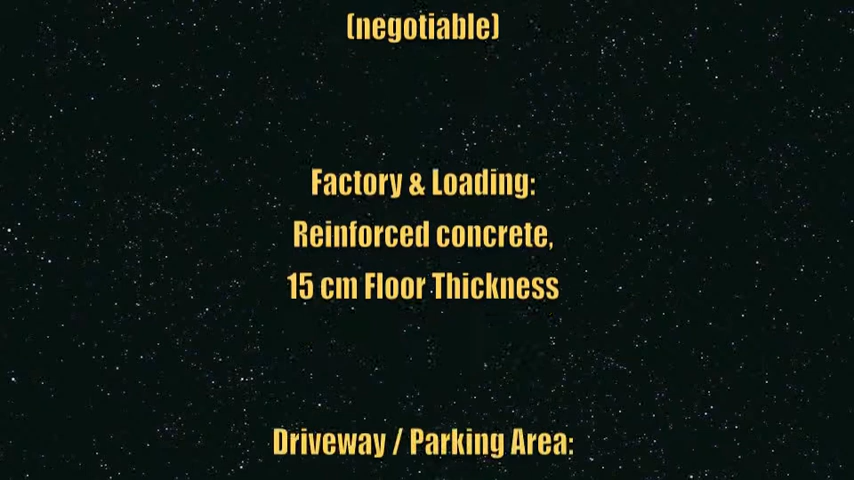 (negotiable)
Factory & Loading:
Reinforced concrete,
15 cm Floor Thickness
Driveway / Parking Area: